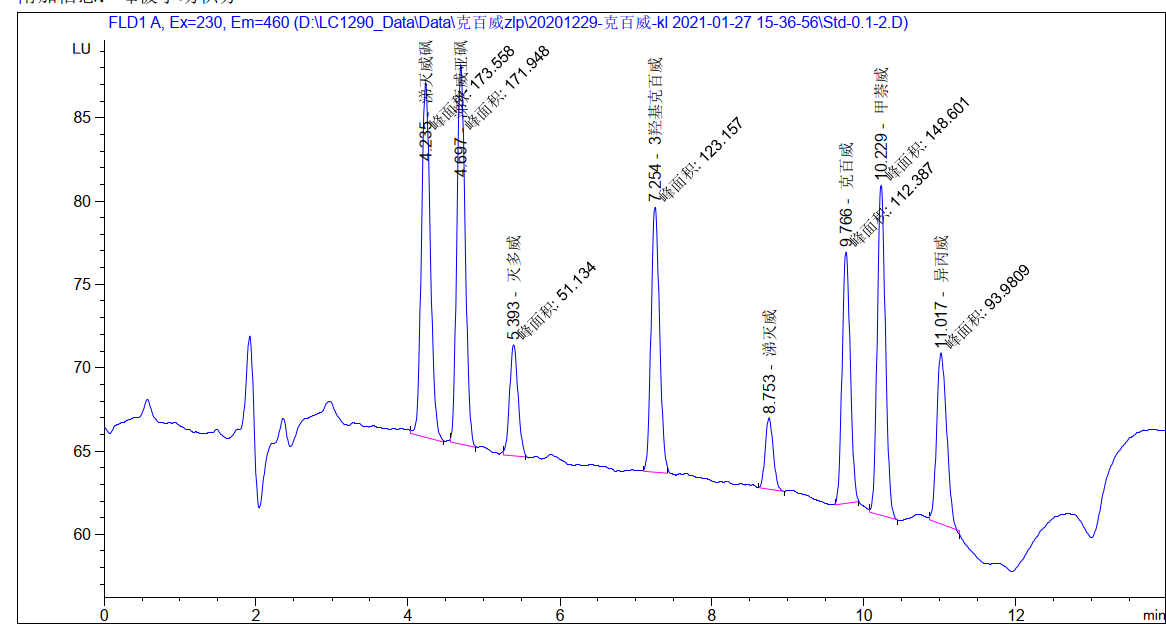 FLD1 A, Ex=230, Em=460 (D:\LC1290_Data\Data\克百威zlp\20201229-克百威-kl 2021-01-27 15-36-56\Std-0.1-2.D)
LU
85
80
75
70
65
60
4.235 - 涕灭威砜
峰面积: 173.558
4.697 - 涕灭威亚砜
峰面积: 171.948
5.393 - 灭多威
峰面积: 51.134
7.254 - 3羟基克百威
峰面积: 123.157
8.753 - 涕灭威
9.766 - 克百威
峰面积: 112.387
10.229 - 甲萘威
峰面积: 148.601
11.017 - 异丙威
峰面积: 93.9809
0 2 4 6 8 10 12 min